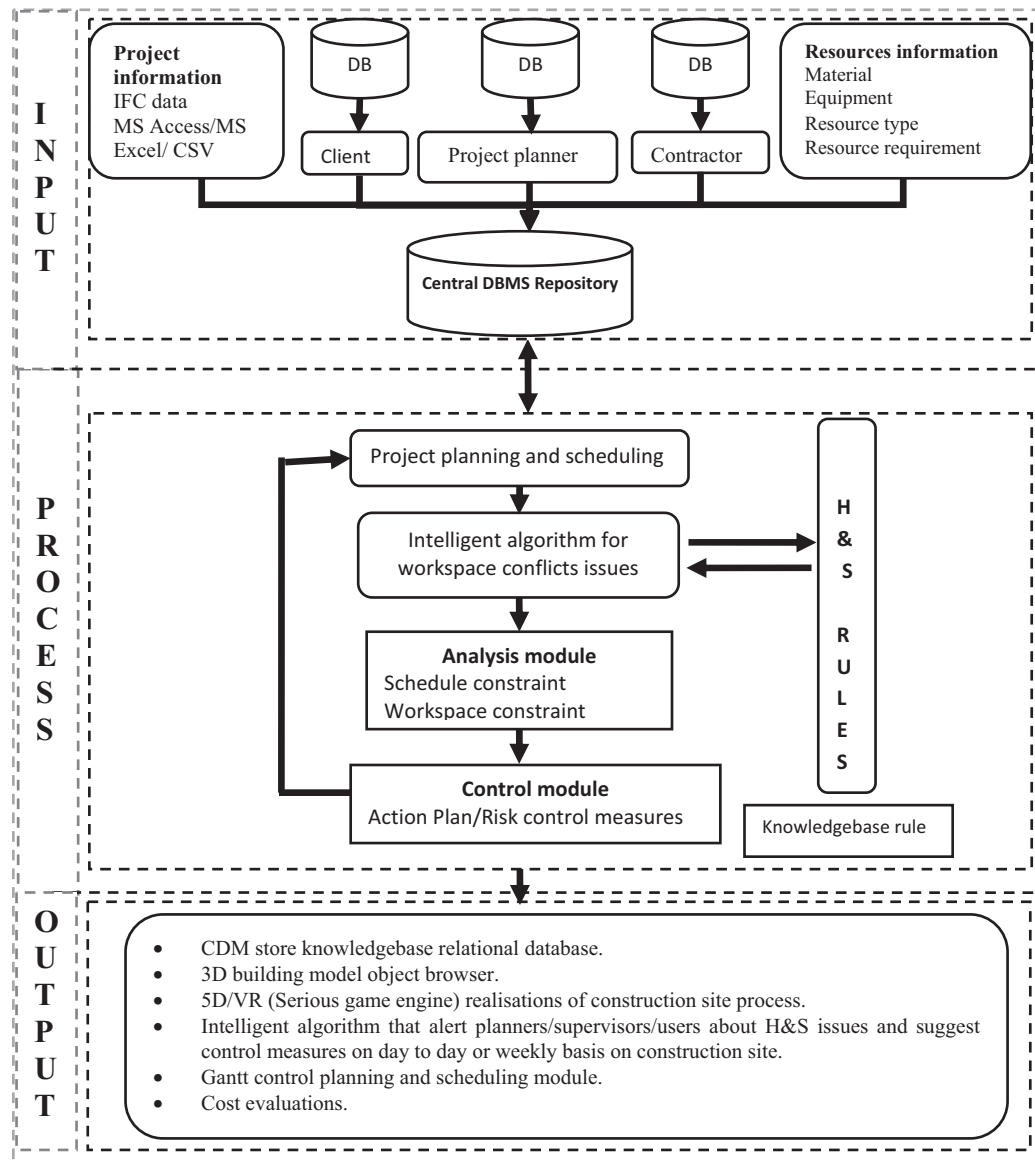 INPUT
Project
information
IFC data
MS Access/MS
Excel/ CSV
DB
DB
DB
Client
Project planner
Contractor
Resources information
Material
Equipment
Resource type
Resource requirement
Central DBMS Repository
PROCESS
Project planning and scheduling
Intelligent algorithm for
workspace conflicts issues
H&S RULES
Analysis module
Schedule constraint
Workspace constraint
Control module
Action Plan/Risk control measures
Knowledgebase rule
OUTPUT
• CDM store knowledgebase relational database.
• 3D building model object browser.
• 5D/VR (Serious game engine) realisations of construction site process.
• Intelligent algorithm that alert planners/supervisors/users about H&S issues and suggest
control measures on day to day or weekly basis on construction site.
• Gantt control planning and scheduling module.
• Cost evaluations.